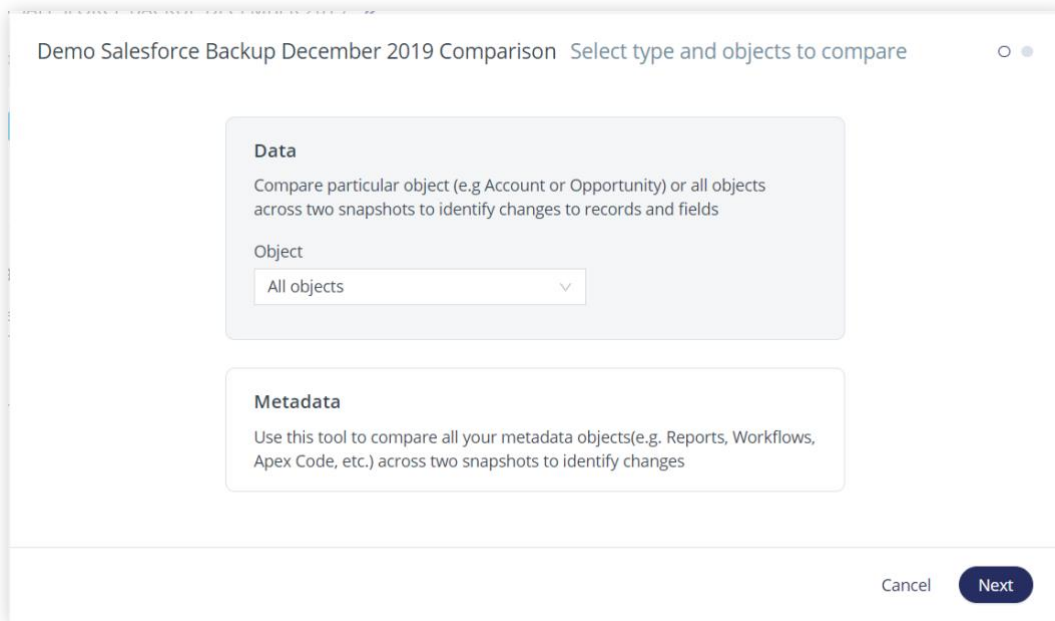 Demo Salesforce Backup December 2019 Comparison Select type and objects to compare
Data
Compare particular object (e.g Account or Opportunity) or all objects
across two snapshots to identify changes to records and fields
Object
All objects
Metadata
Use this tool to compare all your metadata objects(e.g. Reports, Workflows,
Apex Code, etc.) across two snapshots to identify changes
Cancel Next